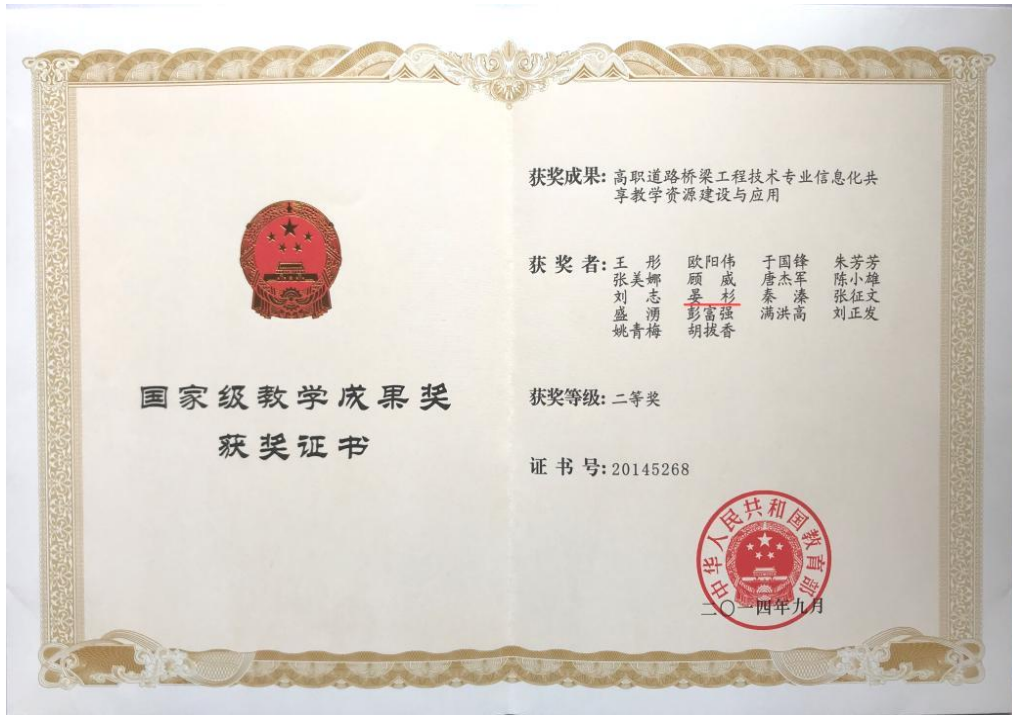 国家级教学成果奖
获奖证书
获奖成果：高职道路桥梁工程技术专业信息化共
享教学资源建设与应用
获 奖 者：王 彤 欧阳伟 于国锋 朱芳芳
张美娜 顾 威 唐杰军 陈小雄
刘 志 晏 杉 秦 溱 张征文
盛 湧 彭富强 满洪高 刘正发
姚青梅 胡拔香
获奖等级：二等奖
证 书 号：20145268
中华人民共和国教育部
二〇一四年九月